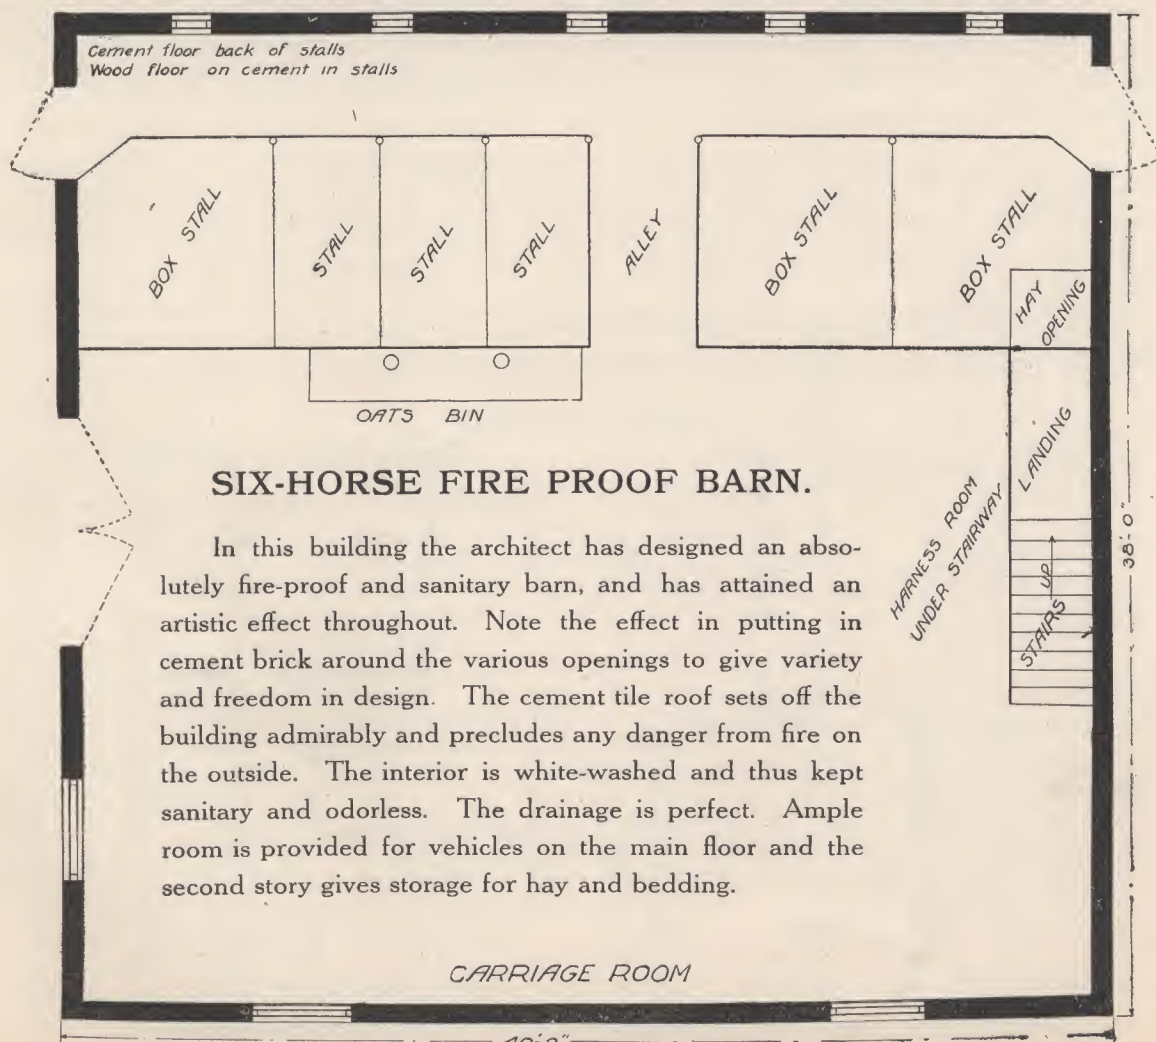 Cement floor back of stalls
Wood floor on cement in stalls
BOX STALL
STALL
STALL
STALL
ALLEY
BOX STALL
BOX STALL
HAY
OPENING
OATS BIN
LANDING
HARNESS ROOM
UNDER STAIRWAY
STAIRS UP
38'-0"
SIX-HORSE FIRE PROOF BARN.
In this building the architect has designed an abso-
lutely fire-proof and sanitary barn, and has attained an
artistic effect throughout. Note the effect in putting in
cement brick around the various openings to give variety
and freedom in design. The cement tile roof sets off the
building admirably and precludes any danger from fire on
the outside. The interior is white-washed and thus kept
sanitary and odorless. The drainage is perfect. Ample
room is provided for vehicles on the main floor and the
second story gives storage for hay and bedding.
CARRIAGE ROOM